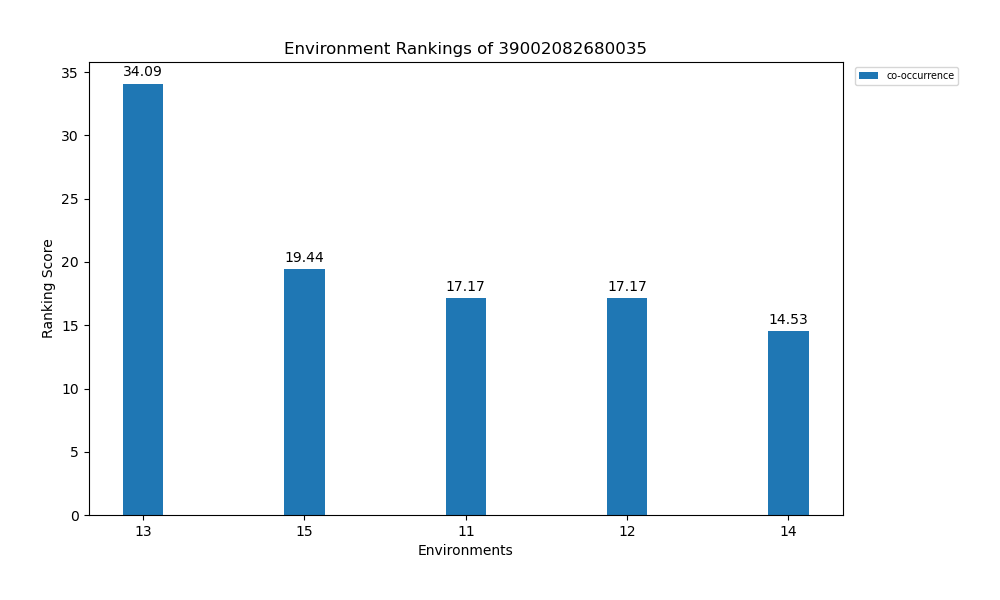 Environment Rankings of 39002082680035
co-occurrence
Ranking Score
35
30
25
20
15
10
5
0
34.09
19.44
17.17
17.17
14.53
13 15 11 12 14
Environments